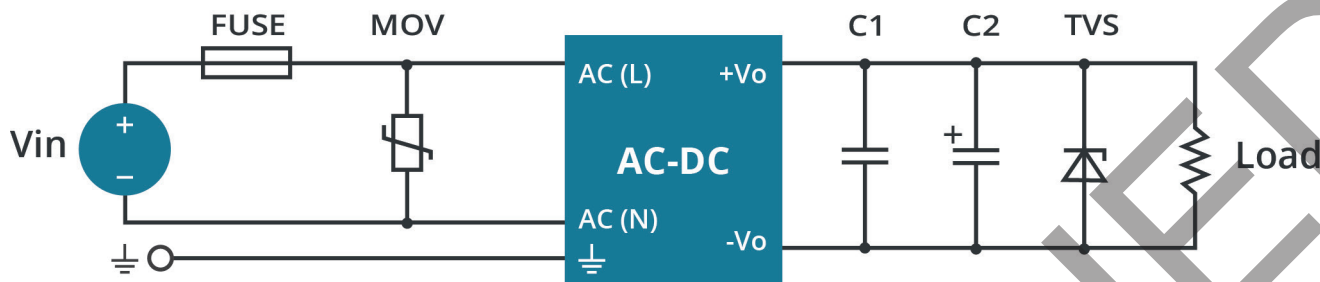 FUSE
MOV
C1
C2
TVS
AC (L)
+Vo
+
Vin
−
AC-DC
+
Load
AC (N)
-Vo